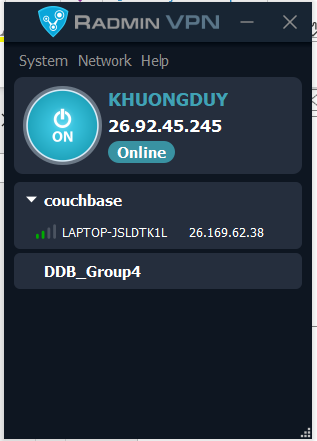 RADMIN VPN
System Network Help
ON
KHUONGDUY
26.92.45.245
Online
couchbase
LAPTOP-JSLDTK1L 26.169.62.38
DDB_Group4